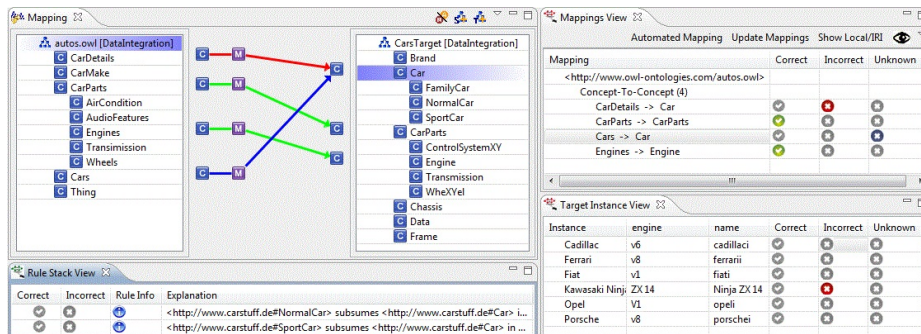 Mapping
autos.owl [DataIntegration]
CarDetails
CarMake
CarParts
AirCondition
AudioFeatures
Engines
Transimission
Wheels
Cars
Thing
C M
C M
C M
C M
C
C
C
CarsTarget [DataIntegration]
Brand
Car
FamilyCar
NormalCar
SportCar
CarParts
ControlSystemXY
Engine
Transmission
WheXYel
Chassis
Data
Frame
Mappings View
Automated Mapping Update Mappings Show Local/IRI
Mapping Correct Incorrect Unknown
<http://www.owl-ontologies.com/autos.owl>
Concept-To-Concept (4)
CarDetails -> Car
CarParts -> CarParts
Cars -> Car
Engines -> Engine
Rule Stack View
Correct Incorrect Rule Info Explanation
<http://www.carstuff.de#NormalCar> subsumes <http://www.carstuff.de#Car> i...
<http://www.carstuff.de#SportCar> subsumes <http://www.carstuff.de#Car> in ...
Target Instance View
Instance engine name Correct Incorrect Unknown
Cadillac v6 cadillaci
Ferrari v8 ferrarii
Fiat v1 fiati
Kawasaki Ninj ZX 14 Ninja ZX 14
Opel V1 opeli
Porsche v8 porschei